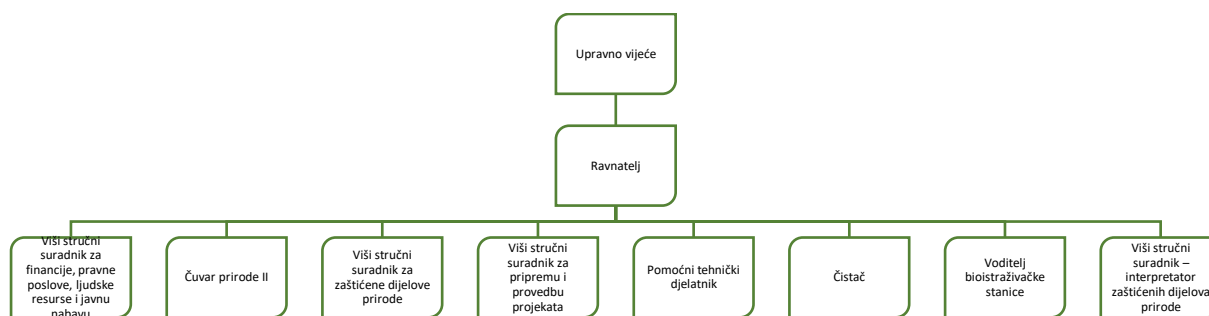 Upravno vijeće
Ravnatelj
Viši stručni
suradnik za
financije, pravne
poslove, ljudske
resurse i javnu
nabavu
Čuvar prirode II
Viši stručni
suradnik za
zaštićene dijelove
prirode
Viši stručni
suradnik za
pripremu i
provedbu
projekata
Pomoćni tehnički
djelatnik
Čistač
Voditelj
bioistraživačke
stanice
Viši stručni
suradnik –
interpretator
zaštićenih dijelova
prirode